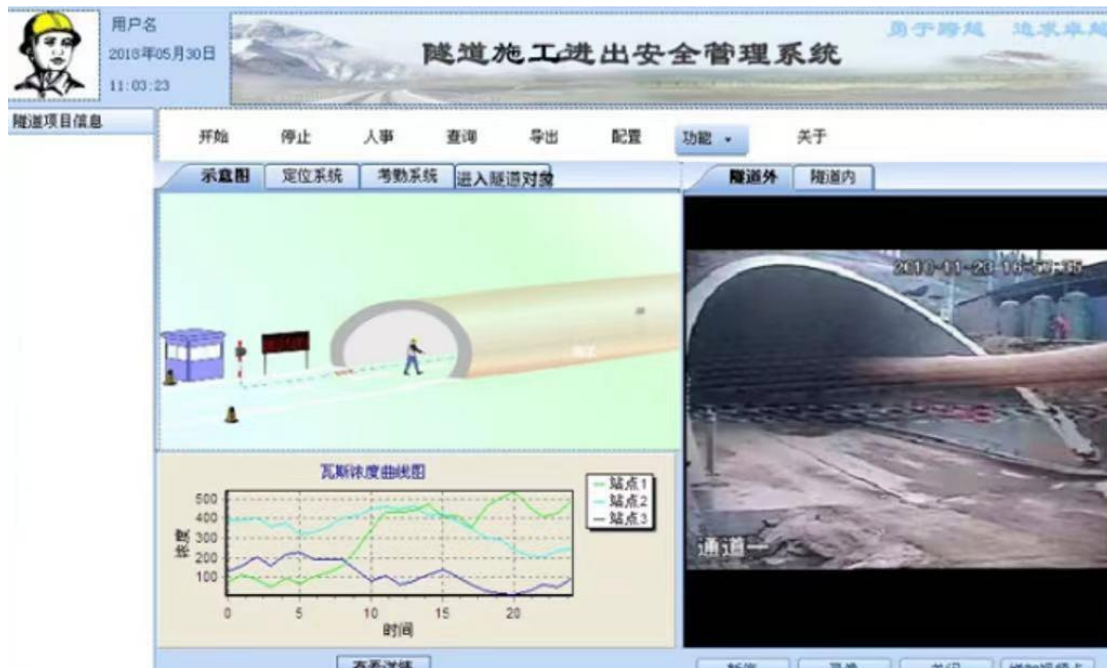 用户名
2018年05月30日
11:03:23
隧道施工进出安全管理系统
勇于跨越 追求卓越
隧道项目信息
开始 停止 人事 查询 导出 配置 功能 关于
示意图 定位系统 考勤系统 进入隧道对象
隧道外 隧道内
2010-11-23
通道一
瓦斯浓度曲线图
站点1
站点2
站点3
浓度
500
400
300
200
100
0 5 10 15 20
时间
查看详细